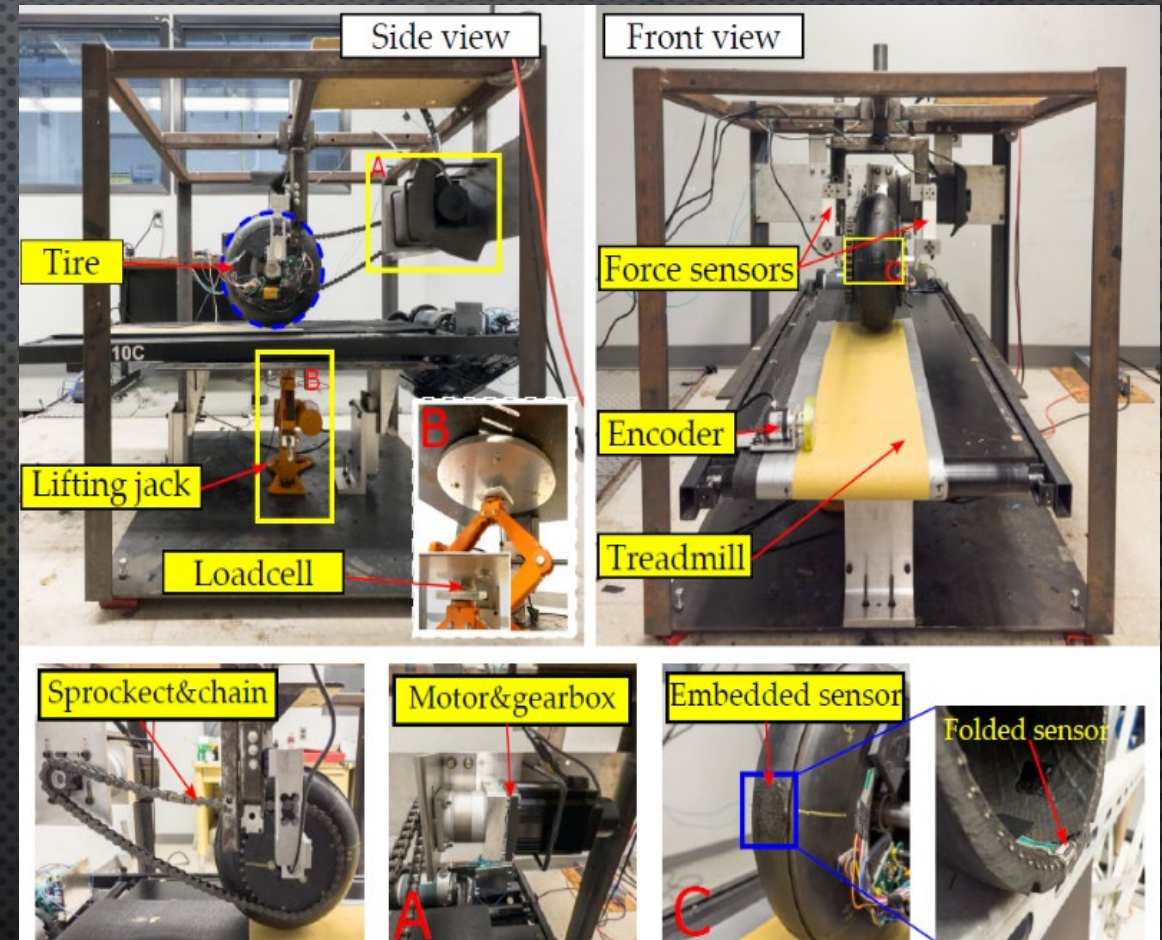 Side view
Front view
A
Tire
Force sensors
C
10C
B
B
Encoder
Lifting jack
Loadcell
Treadmill
Sprockect&chain
Motor&gearbox
Embedded sensor
Folded sensor
A
C